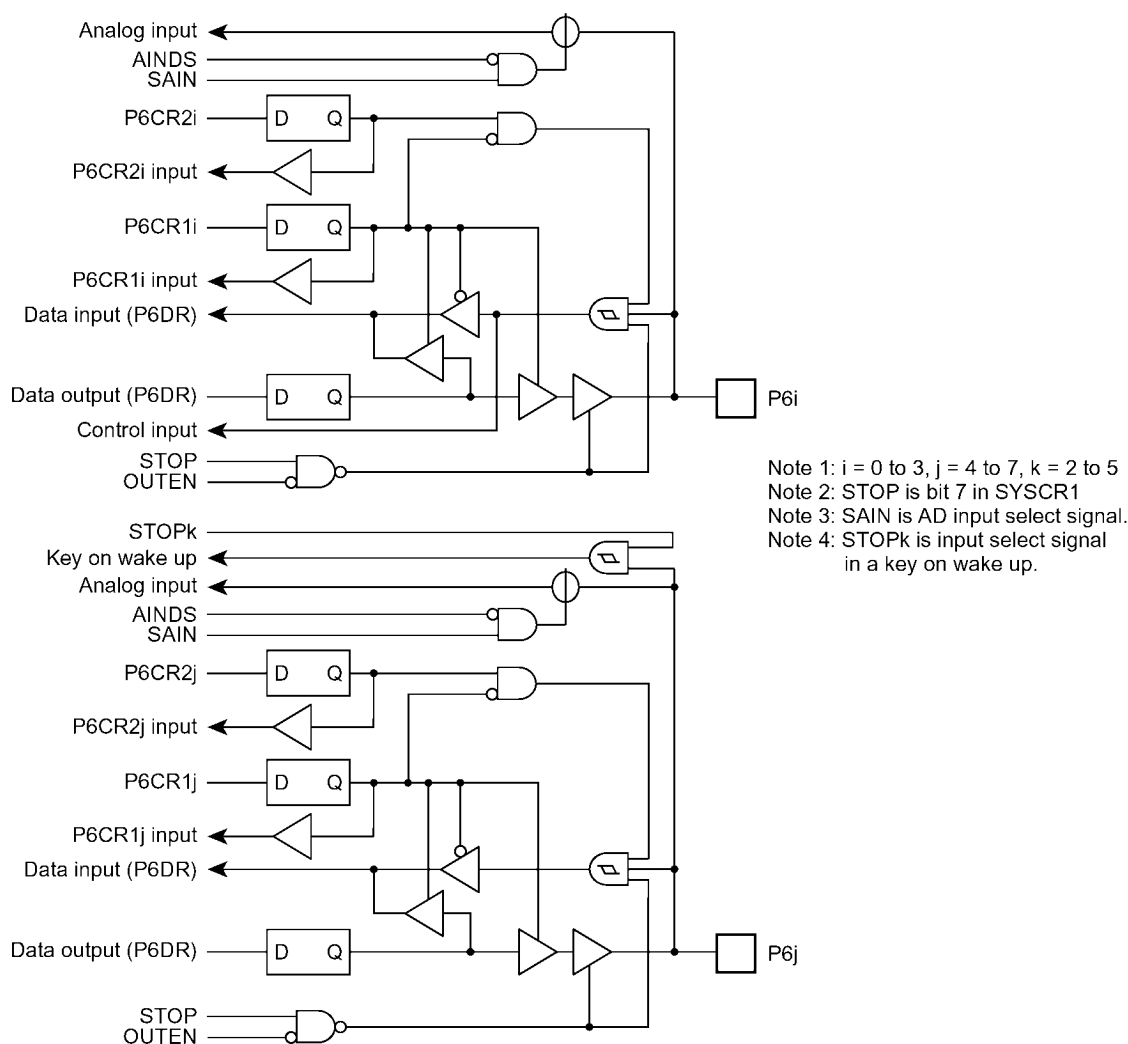 Analog input
AINDS
SAIN
P6CR2i
D Q
P6CR2i input
P6CR1i
D Q
P6CR1i input
Data input (P6DR)
Data output (P6DR)
D Q
P6i
Control input
STOP
OUTEN
Note 1: i = 0 to 3, j = 4 to 7, k = 2 to 5
Note 2: STOP is bit 7 in SYSCR1
Note 3: SAIN is AD input select signal.
Note 4: STOPk is input select signal
in a key on wake up.
STOPk
Key on wake up
Analog input
AINDS
SAIN
P6CR2j
D Q
P6CR2j input
P6CR1j
D Q
P6CR1j input
Data input (P6DR)
Data output (P6DR)
D Q
P6j
STOP
OUTEN